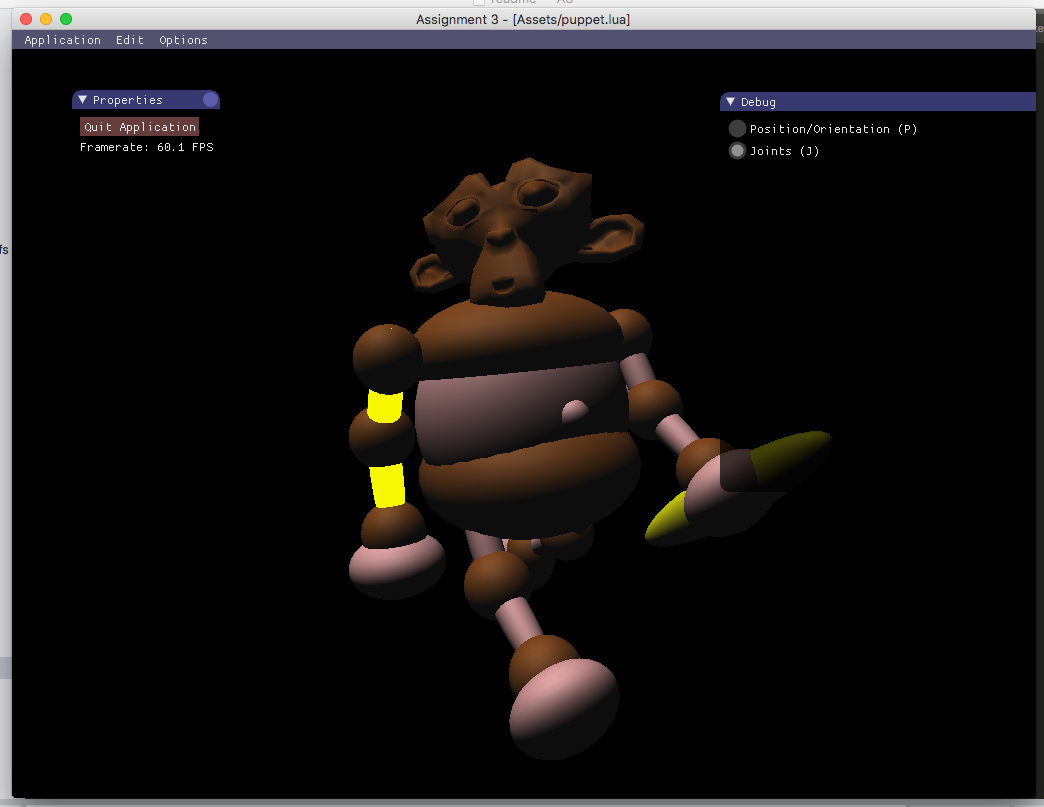 Assignment 3 - [Assets/puppet.lua]
Application Edit Options
Properties
Quit Application
Framerate: 60.1 FPS
Debug
Position/Orientation (P)
Joints (J)
fs